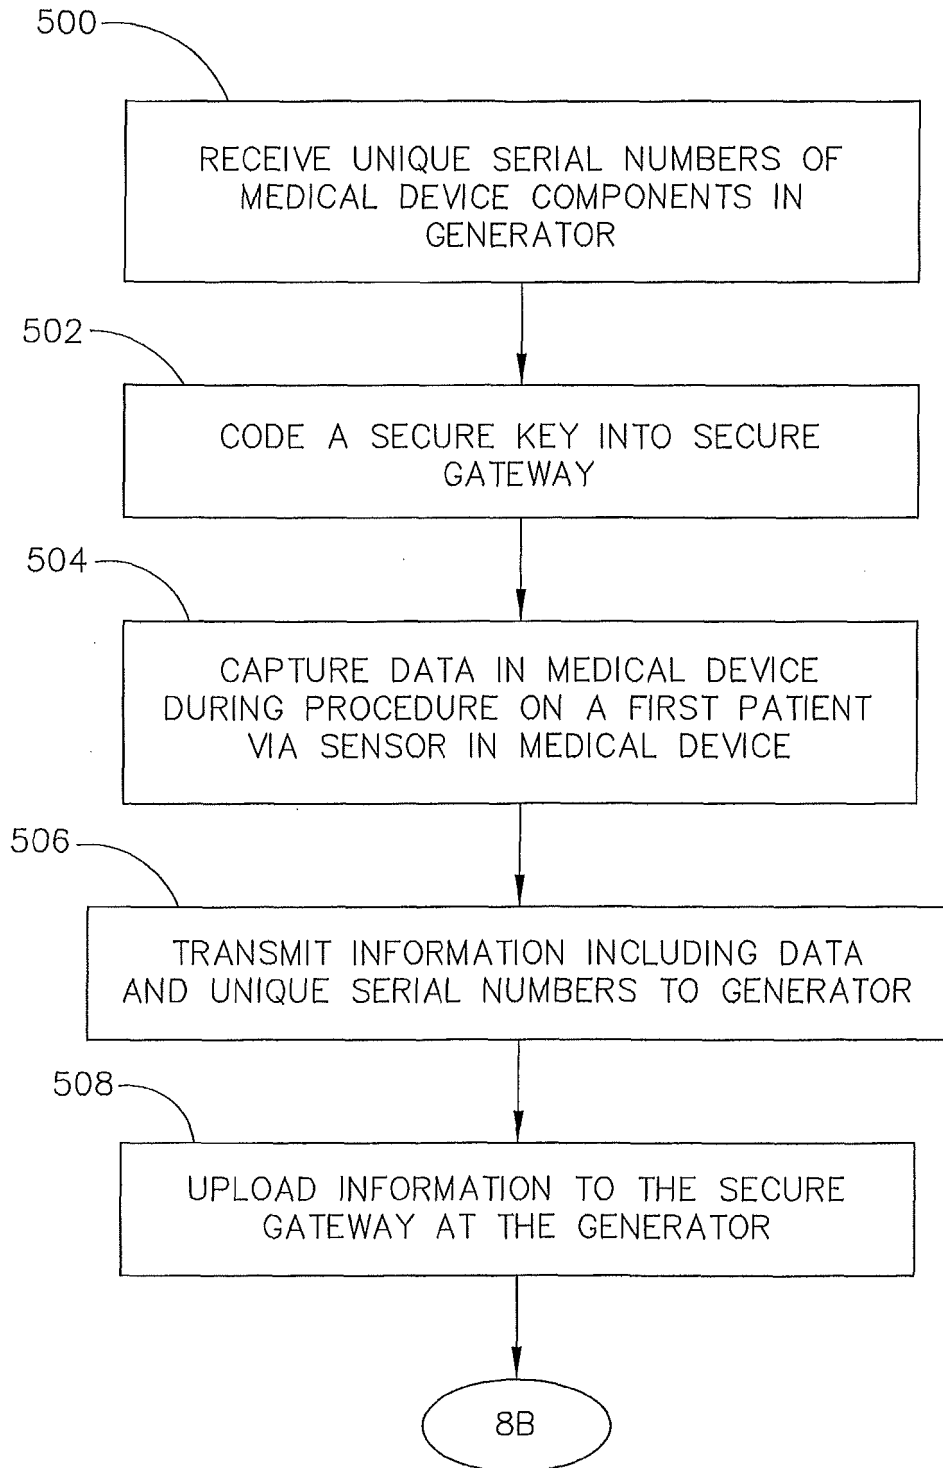 500
RECEIVE UNIQUE SERIAL NUMBERS OF
MEDICAL DEVICE COMPONENTS IN
GENERATOR
502
CODE A SECURE KEY INTO SECURE
GATEWAY
504
CAPTURE DATA IN MEDICAL DEVICE
DURING PROCEDURE ON A FIRST PATIENT
VIA SENSOR IN MEDICAL DEVICE
506
TRANSMIT INFORMATION INCLUDING DATA
AND UNIQUE SERIAL NUMBERS TO GENERATOR
508
UPLOAD INFORMATION TO THE SECURE
GATEWAY AT THE GENERATOR
8B